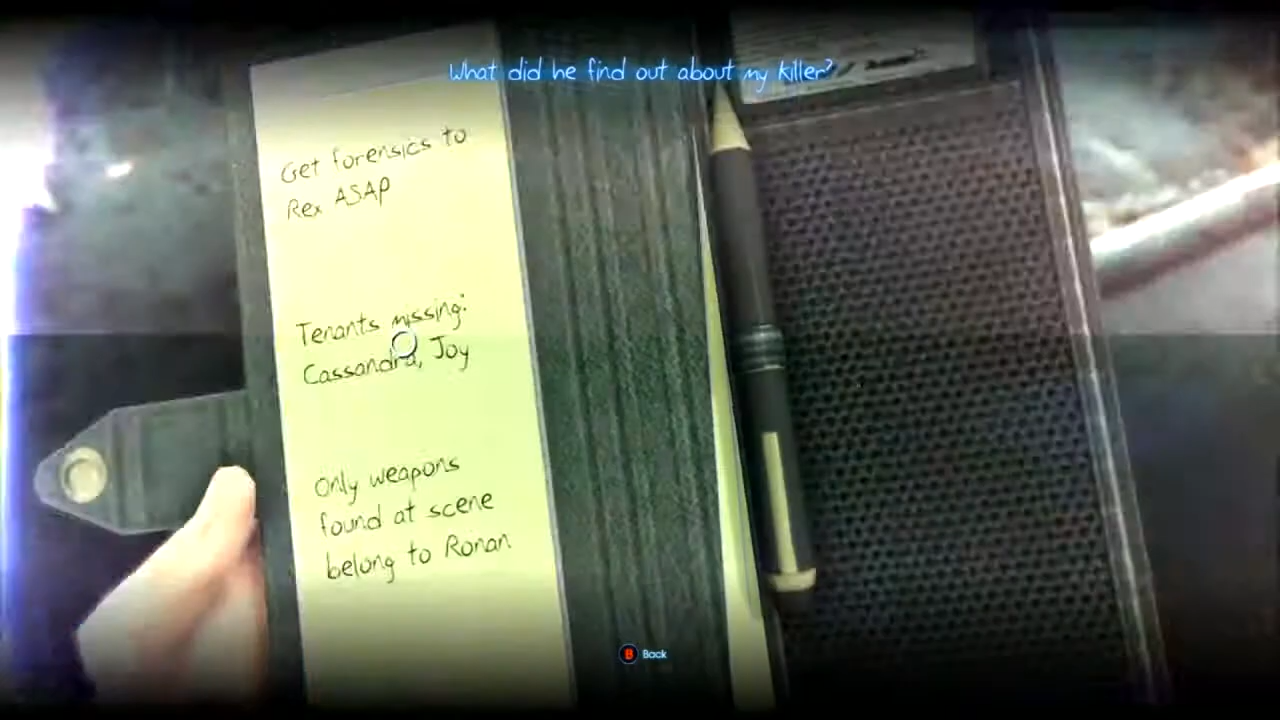 What did he find out about my killer?
Get forensics to
Rex ASAP
Tenants missing:
Cassandra, Joy
Only weapons
found at scene
belong to Ronan
B Back